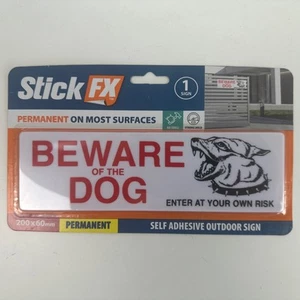 Stick FX
1
SIGN
PERMANENT ON MOST SURFACES
BEWARE
OF THE
DOG
ENTER AT YOUR OWN RISK
200 x 60mm
PERMANENT
SELF ADHESIVE OUTDOOR SIGN